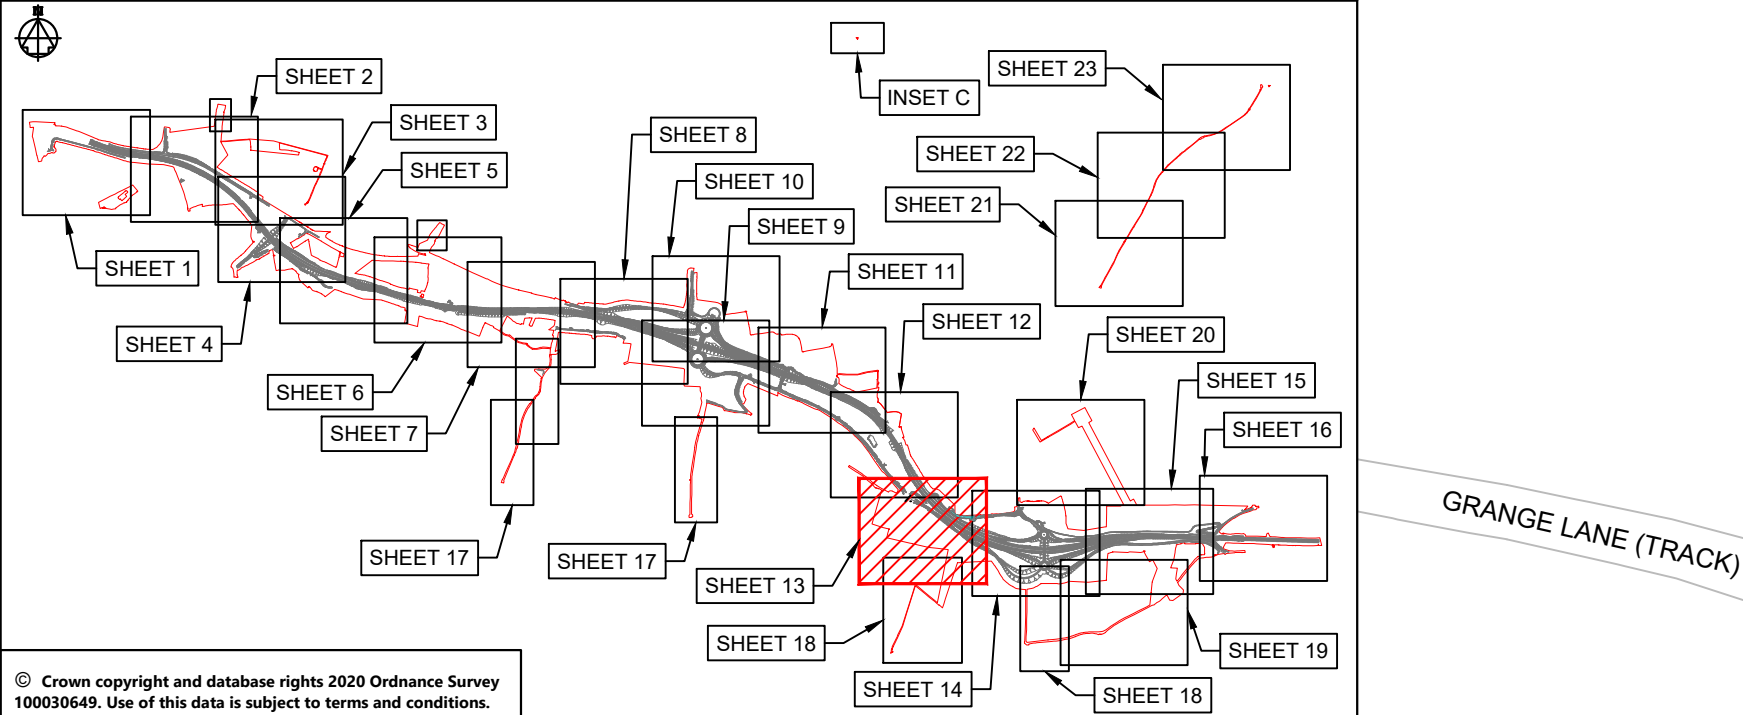 N
SHEET 2
SHEET 3
SHEET 5
SHEET 1
SHEET 4
SHEET 6
SHEET 7
SHEET 8
SHEET 10
SHEET 9
SHEET 11
SHEET 12
INSET C
SHEET 23
SHEET 22
SHEET 21
SHEET 20
SHEET 15
SHEET 16
SHEET 17
SHEET 17
SHEET 13
SHEET 18
SHEET 14
SHEET 18
SHEET 19
GRANGE LANE (TRACK)
© Crown copyright and database rights 2020 Ordnance Survey
100030649. Use of this data is subject to terms and conditions.